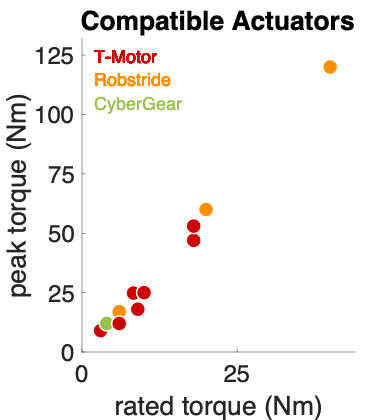 Compatible Actuators
T-Motor
Robstride
CyberGear
peak torque (Nm)
125
100
75
50
25
0
0 25
rated torque (Nm)